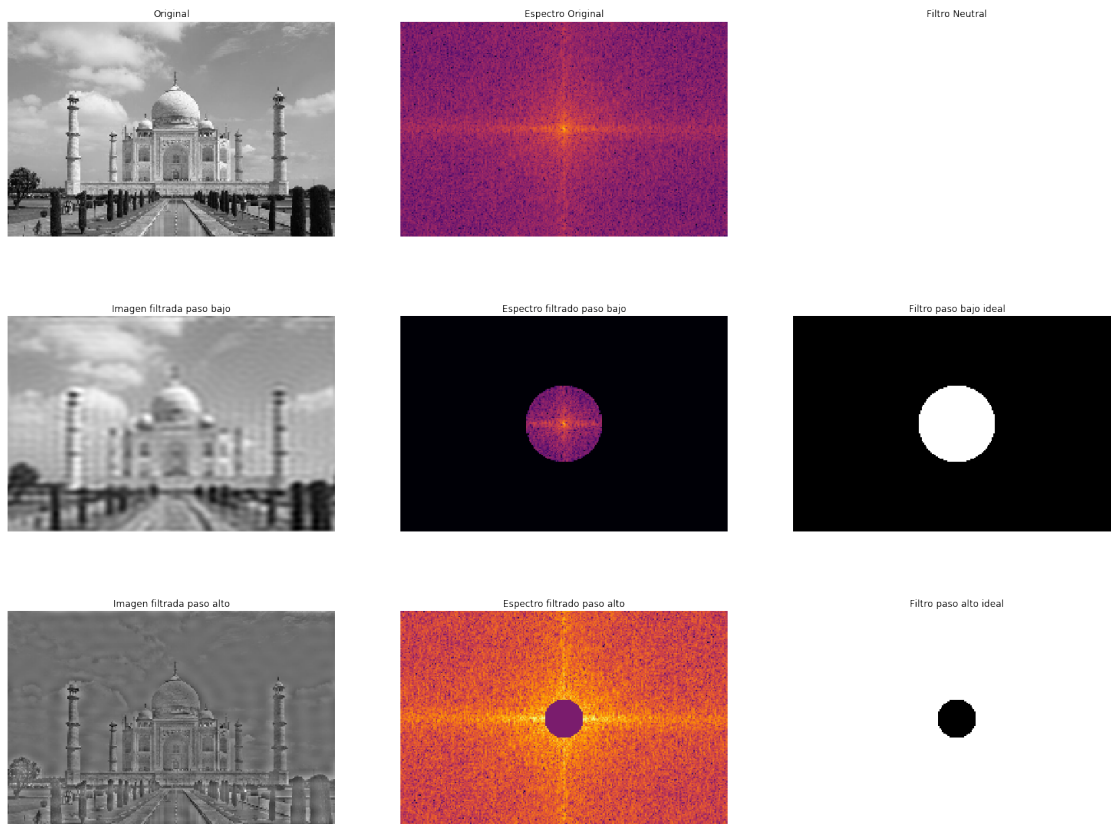 Original
Espectro Original
Filtro Neutral
Imagen filtrada paso bajo
Espectro filtrado paso bajo
Filtro paso bajo ideal
Imagen filtrada paso alto
Espectro filtrado paso alto
Filtro paso alto ideal